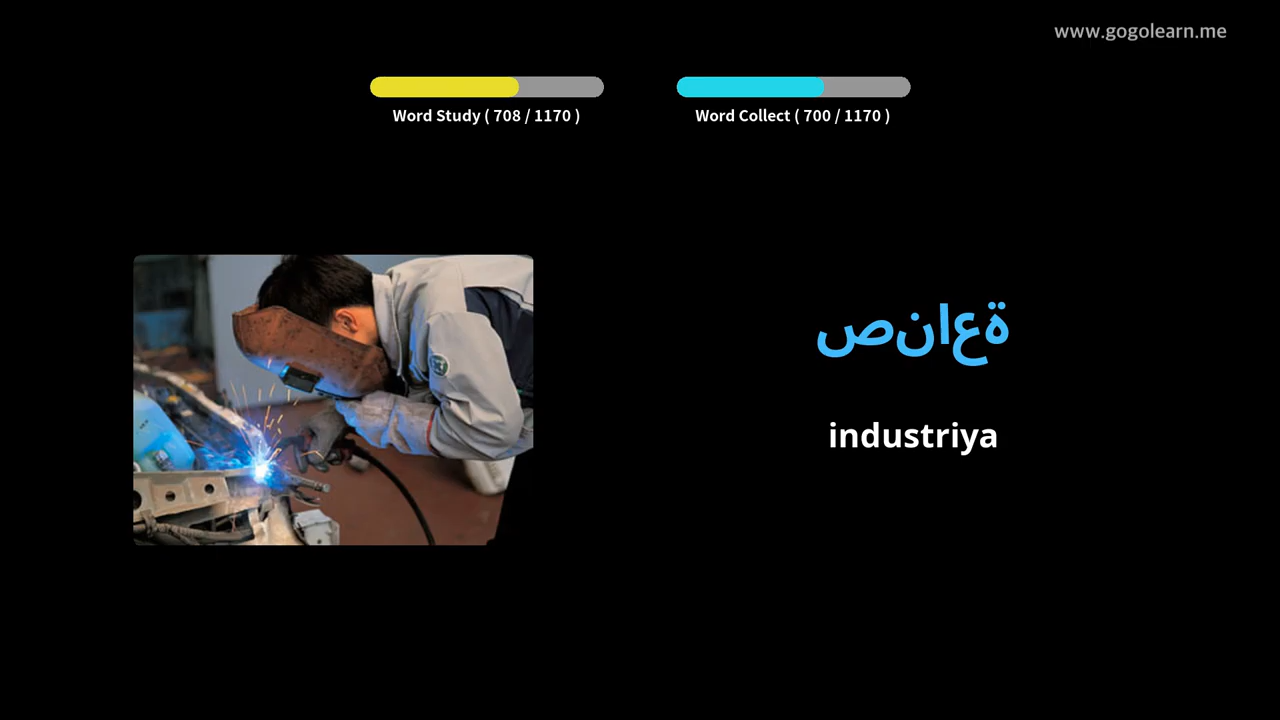 www.gogolearn.me
Word Study ( 708 / 1170 )
Word Collect ( 700 / 1170 )
صناعة
industriya